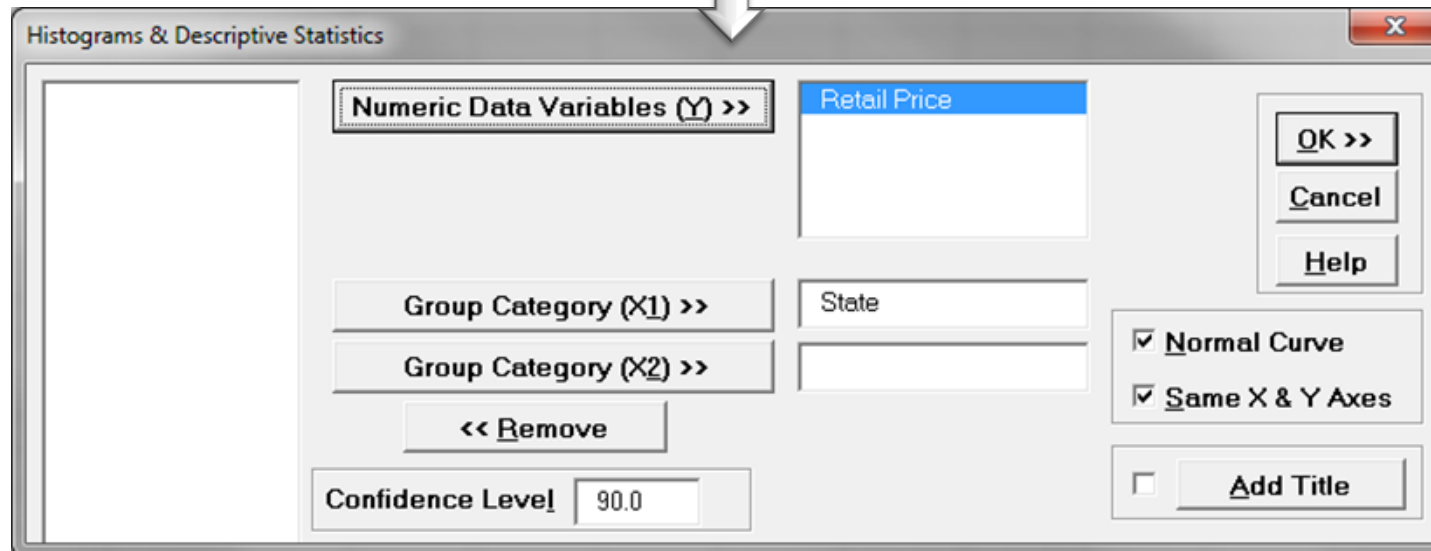 Histograms & Descriptive Statistics
Numeric Data Variables (Y) >>
Retail Price
OK >>
Cancel
Help
Group Category (X1) >>
State
Group Category (X2) >>
Normal Curve
Same X & Y Axes
<< Remove
Confidence Level
90.0
Add Title